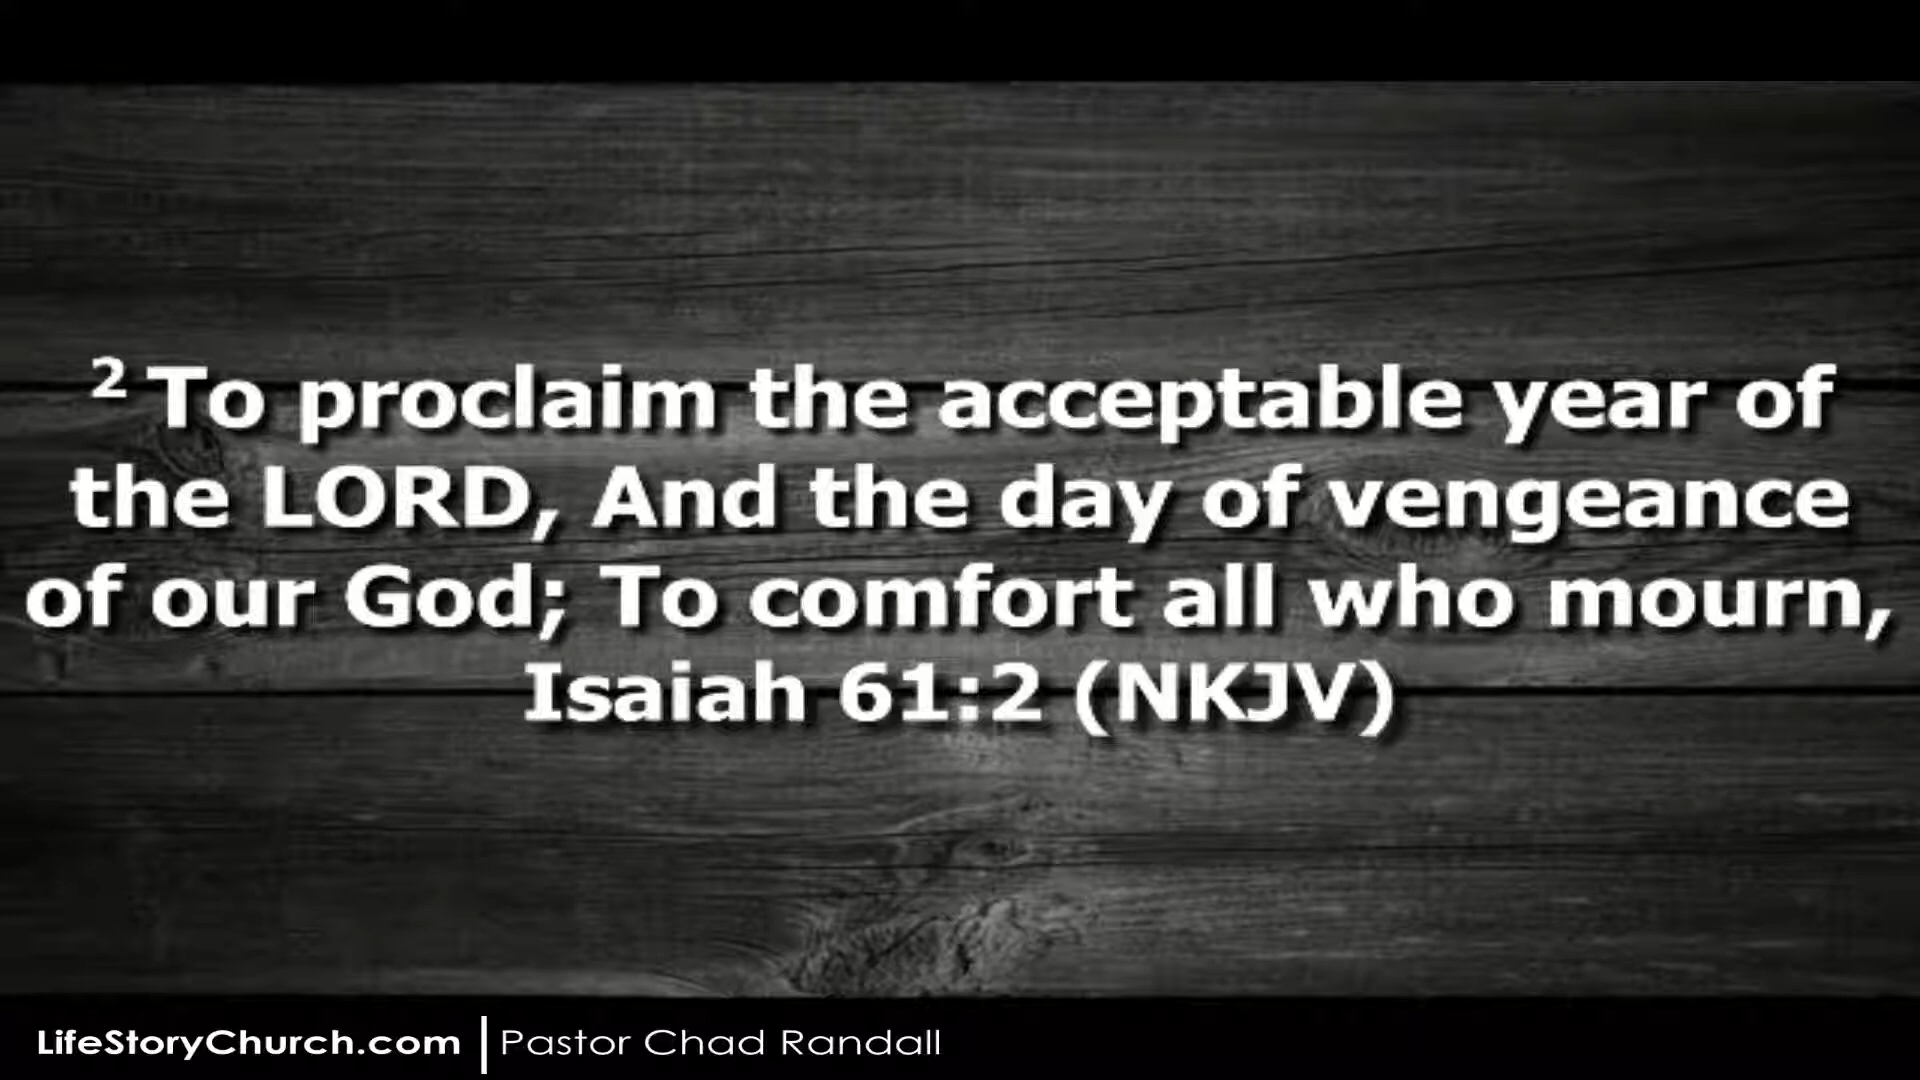 2 To proclaim the acceptable year of
the LORD, And the day of vengeance
of our God; To comfort all who mourn,
Isaiah 61:2 (NKJV)
LifeStoryChurch.com | Pastor Chad Randall